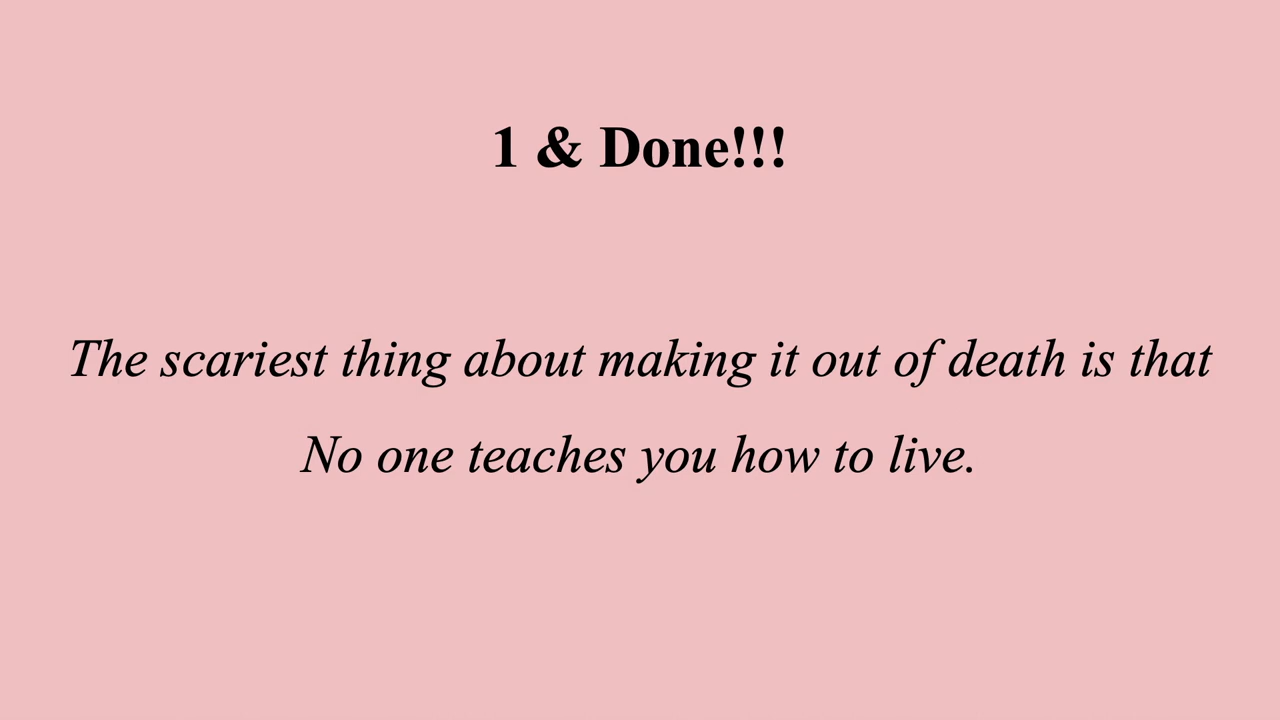 1 & Done!!!
The scariest thing about making it out of death is that
No one teaches you how to live.